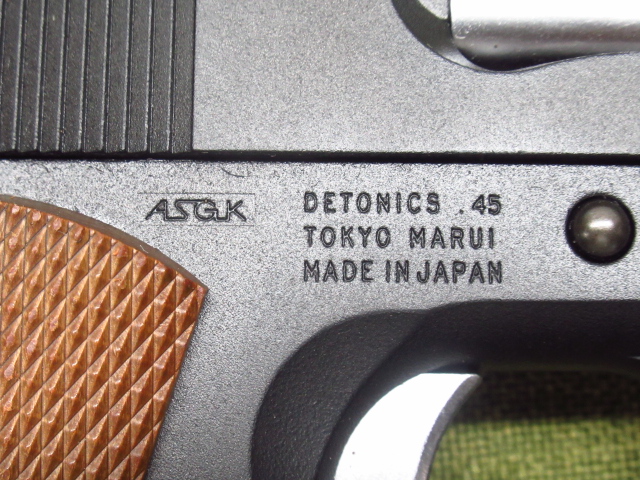 ASGK
DETONICS .45
TOKYO MARUI
MADE IN JAPAN